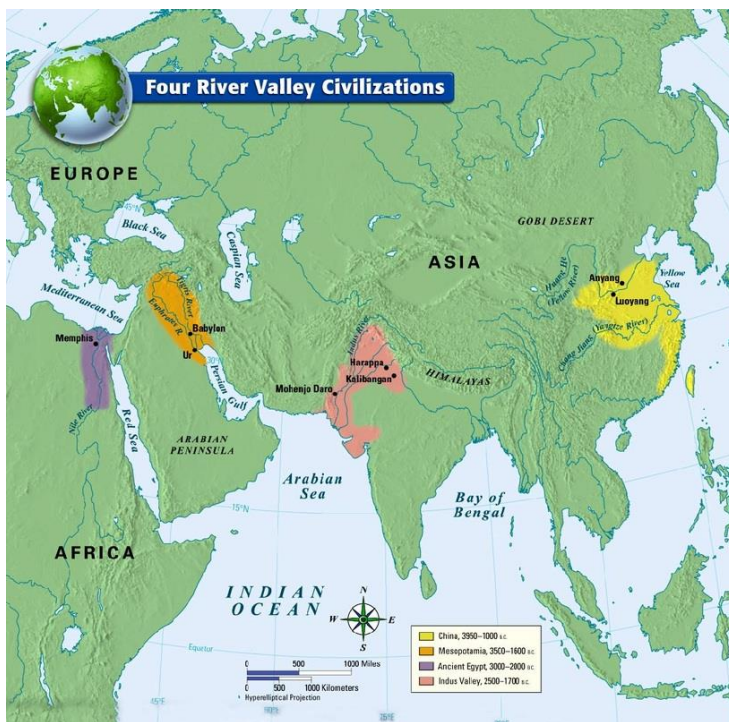 Four River Valley Civilizations
EUROPE
45°N
Black Sea
Caspian Sea
GOBI DESERT
ASIA
Mediterranean Sea
Tigris River
Euphrates R.
Babylon
Ur
30°N
Persian Gulf
Memphis
Nile River
Red Sea
ARABIAN
PENINSULA
Indus River
Harappa
Kalibangan
Mohenjo Daro
HIMALAYAS
Huang He
(Yellow River)
Anyang
Luoyang
Yellow
Sea
Chang Jiang (Yangtze River)
Arabian
Sea
Bay of
Bengal
15°N
AFRICA
INDIAN
OCEAN
N
W E
S
Equator
0 500 1000 Miles
0 500 1000 Kilometers
Hyperelliptical Projection
China, 3950–1000 B.C.
Mesopotamia, 3500–1600 B.C.
Ancient Egypt, 3000–2000 B.C.
Indus Valley, 2500–1700 B.C.